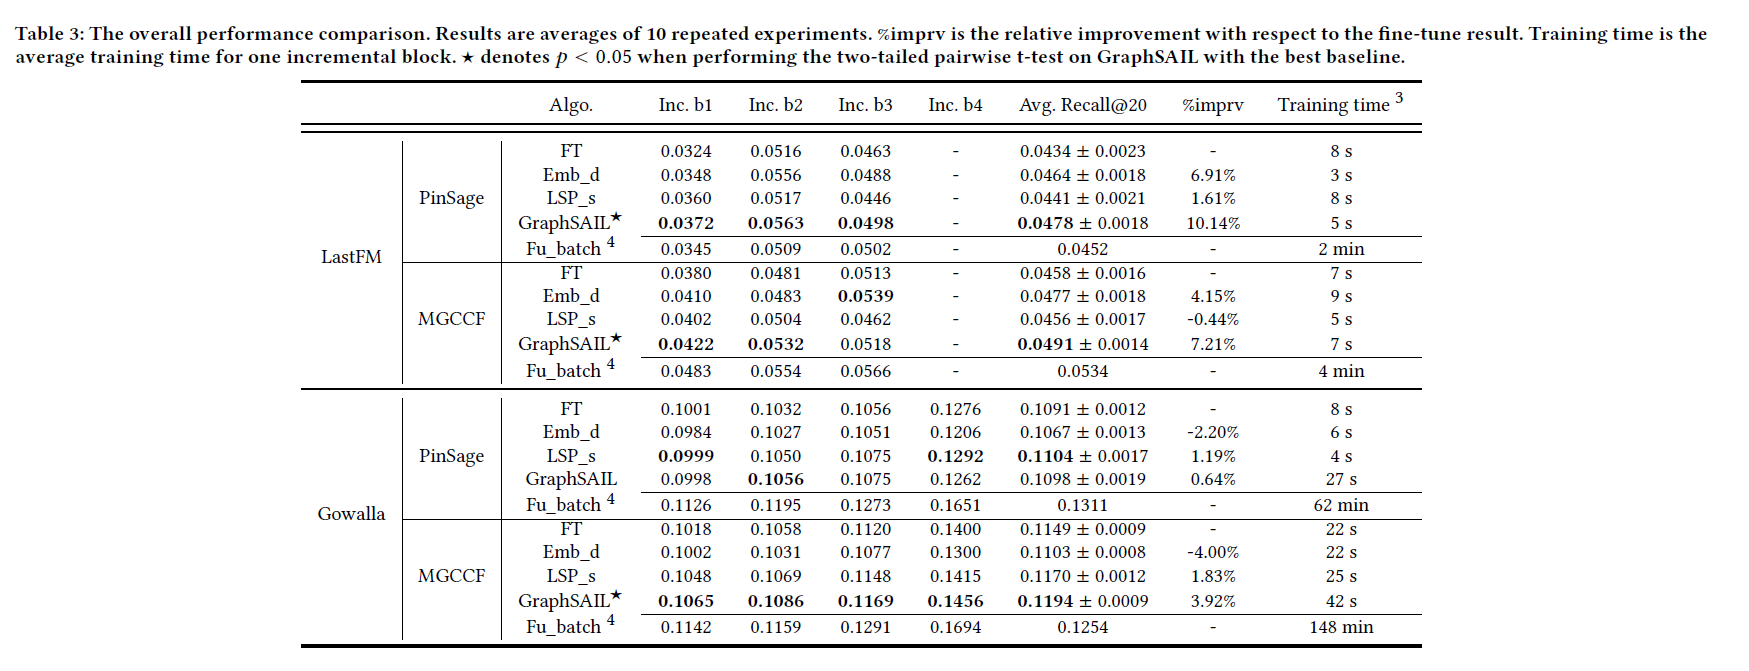 Table 3: The overall performance comparison. Results are averages of 10 repeated experiments. %imprv is the relative improvement with respect to the fine-tune result. Training time is the
average training time for one incremental block. ★ denotes p < 0.05 when performing the two-tailed pairwise t-test on GraphSAIL with the best baseline.
Algo. Inc. b1 Inc. b2 Inc. b3 Inc. b4 Avg. Recall@20 %imprv Training time 3
LastFM
PinSage
FT 0.0324 0.0516 0.0463 - 0.0434 ± 0.0023 - 8 s
Emb_d 0.0348 0.0556 0.0488 - 0.0464 ± 0.0018 6.91% 3 s
LSP_s 0.0360 0.0517 0.0446 - 0.0441 ± 0.0021 1.61% 8 s
GraphSAIL★ 0.0372 0.0563 0.0498 - 0.0478 ± 0.0018 10.14% 5 s
Fu_batch 4 0.0345 0.0509 0.0502 - 0.0452 - 2 min
MGCCF
FT 0.0380 0.0481 0.0513 - 0.0458 ± 0.0016 - 7 s
Emb_d 0.0410 0.0483 0.0539 - 0.0477 ± 0.0018 4.15% 9 s
LSP_s 0.0402 0.0504 0.0462 - 0.0456 ± 0.0017 -0.44% 5 s
GraphSAIL★ 0.0422 0.0532 0.0518 - 0.0491 ± 0.0014 7.21% 7 s
Fu_batch 4 0.0483 0.0554 0.0566 - 0.0534 - 4 min
Gowalla
PinSage
FT 0.1001 0.1032 0.1056 0.1276 0.1091 ± 0.0012 - 8 s
Emb_d 0.0984 0.1027 0.1051 0.1206 0.1067 ± 0.0013 -2.20% 6 s
LSP_s 0.0999 0.1050 0.1075 0.1292 0.1104 ± 0.0017 1.19% 4 s
GraphSAIL 0.0998 0.1056 0.1075 0.1262 0.1098 ± 0.0019 0.64% 27 s
Fu_batch 4 0.1126 0.1195 0.1273 0.1651 0.1311 - 62 min
MGCCF
FT 0.1018 0.1058 0.1120 0.1400 0.1149 ± 0.0009 - 22 s
Emb_d 0.1002 0.1031 0.1077 0.1300 0.1103 ± 0.0008 -4.00% 22 s
LSP_s 0.1048 0.1069 0.1148 0.1415 0.1170 ± 0.0012 1.83% 25 s
GraphSAIL★ 0.1065 0.1086 0.1169 0.1456 0.1194 ± 0.0009 3.92% 42 s
Fu_batch 4 0.1142 0.1159 0.1291 0.1694 0.1254 - 148 min